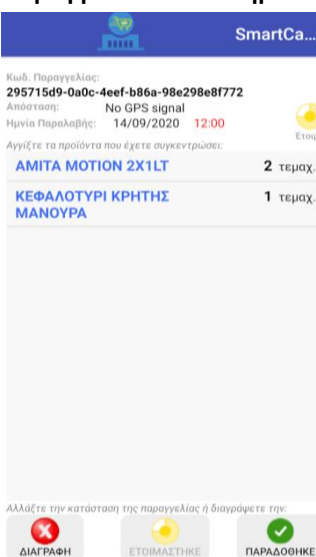 SmartCa...
Κωδ. Παραγγελίας:
295715d9-0a0c-4eef-b86a-98e298e8f772
Απόσταση: No GPS signal
Ημνία Παραλαβής: 14/09/2020 12:00
Αγγίξτε τα προϊόντα που έχετε συγκεντρώσει:
AMITA MOTION 2X1LT 2 τεμαχ.
ΚΕΦΑΛΟΤΥΡΙ ΚΡΗΤΗΣ ΜΑΝΟΥΡΑ 1 τεμαχ.
Αλλάξτε την κατάσταση της παραγγελίας ή διαγράψετε την:
ΔΙΑΓΡΑΦΗ ΕΤΟΙΜΑΣΤΗΚΕ ΠΑΡΑΔΟΘΗΚΕ